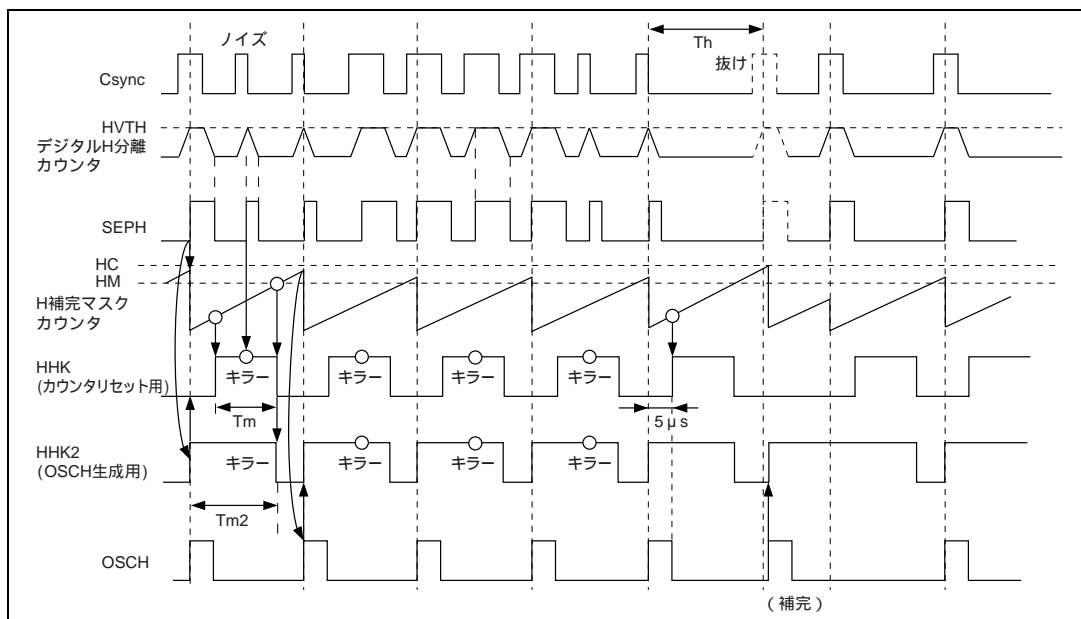 ノイズ
Th
抜け
Csync
HVTH
デジタルH分離
カウンタ
SEPH
HC
HM
H補完マスク
カウンタ
HHK
(カウンタリセット用)
キラー
キラー
キラー
キラー
Tm
5μs
HHK2
(OSCH生成用)
キラー
キラー
キラー
キラー
Tm2
OSCH
(補完)